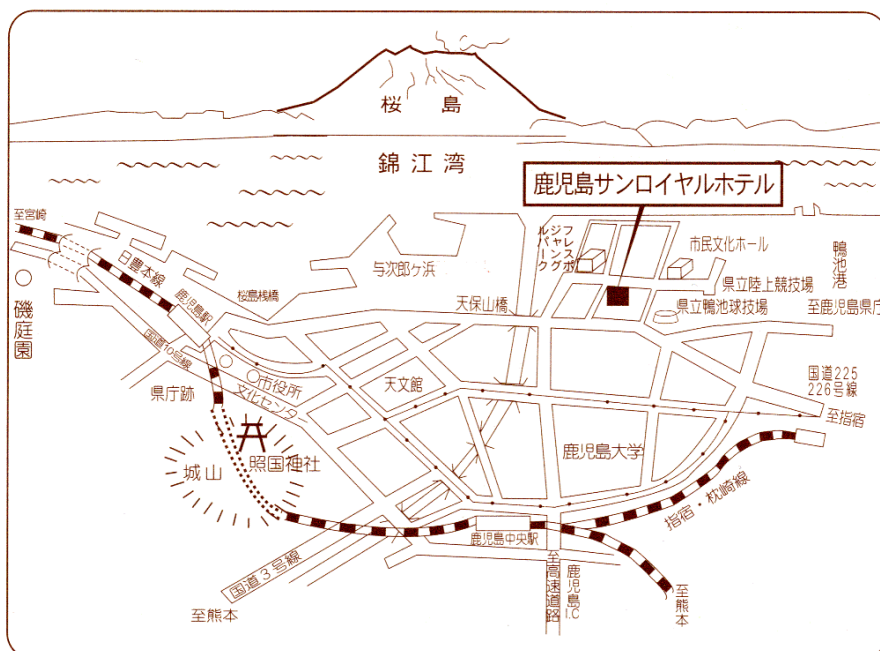 桜島
錦江湾
鹿児島サンロイヤルホテル
至宮崎
日豊本線
磯庭園
鹿児島駅
桜島桟橋
与次郎ヶ浜
ジャングルパーク
フレスポ
市民文化ホール
鴨池港
県立陸上競技場
県立鴨池球技場
至鹿児島県庁
天保山橋
国道10号線
市役所
県庁跡
文化センター
天文館
国道225
226号線
至指宿
城山
照国神社
鹿児島大学
指宿・枕崎線
鹿児島中央駅
国道3号線
至熊本
至高速道路
鹿児島I.C
至熊本